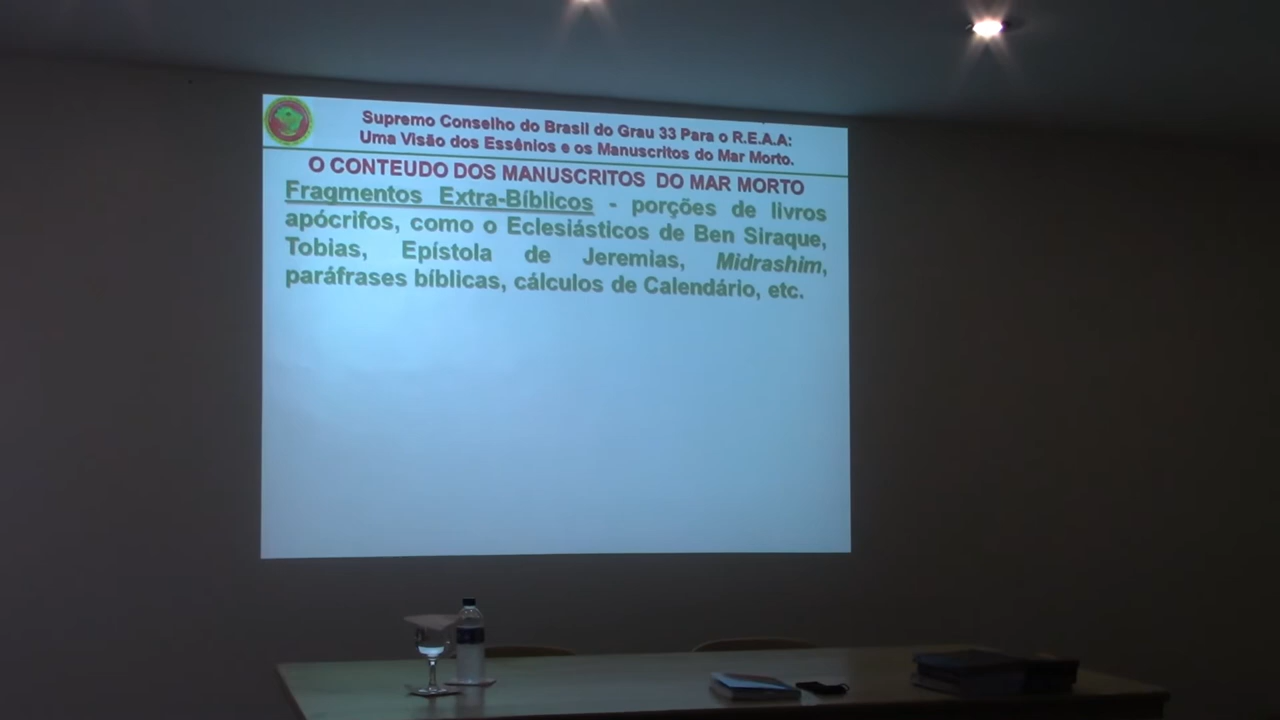 Supremo Conselho do Brasil do Grau 33 Para o R.E.A.A:
Uma Visão dos Essênios e os Manuscritos do Mar Morto.
O CONTEUDO DOS MANUSCRITOS DO MAR MORTO
Fragmentos Extra-Bíblicos - porções de livros
apócrifos, como o Eclesiásticos de Ben Siraque,
Tobias, Epístola de Jeremias, Midrashim,
paráfrases bíblicas, cálculos de Calendário, etc.